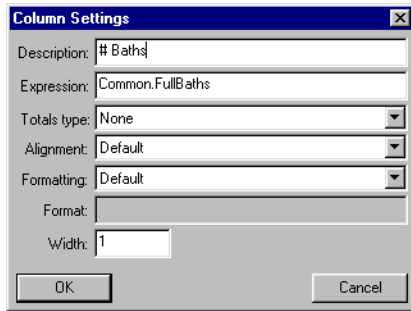 Column Settings
Description: # Baths
Expression: Common.FullBaths
Totals type: None
Alignment: Default
Formatting: Default
Format:
Width: 1
OK Cancel